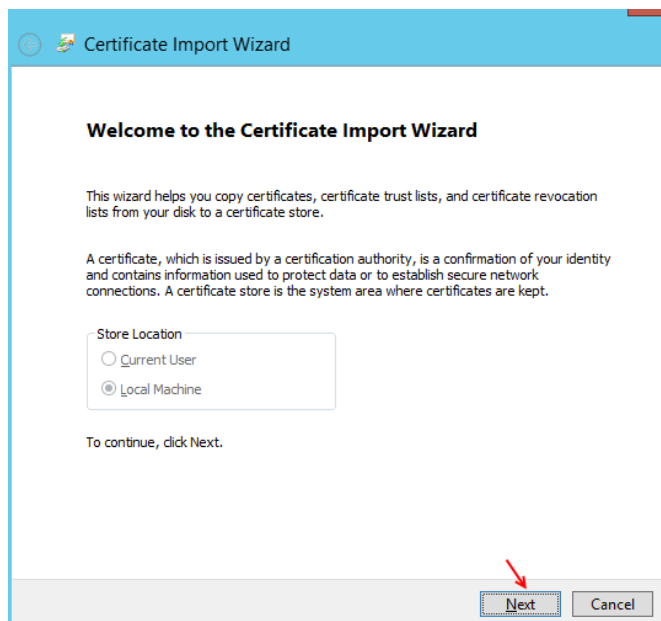 Certificate Import Wizard
Welcome to the Certificate Import Wizard
This wizard helps you copy certificates, certificate trust lists, and certificate revocation
lists from your disk to a certificate store.
A certificate, which is issued by a certification authority, is a confirmation of your identity
and contains information used to protect data or to establish secure network
connections. A certificate store is the system area where certificates are kept.
Store Location
Current User
Local Machine
To continue, click Next.
Next Cancel